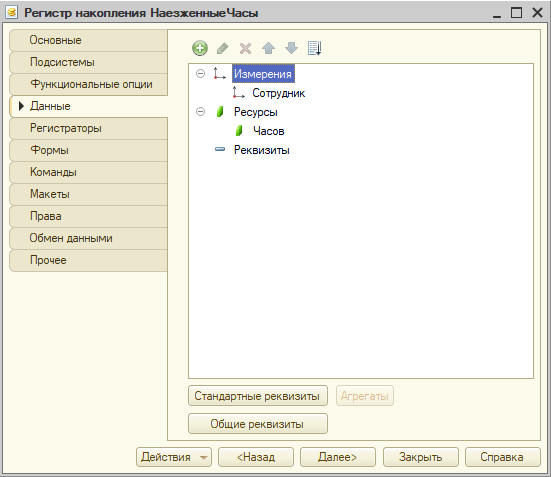 Регистр накопления НаезженныеЧасы
Основные
Подсистемы
Функциональные опции
Данные
Регистраторы
Формы
Команды
Макеты
Права
Обмен данными
Прочее
Измерения
Сотрудник
Ресурсы
Часов
Реквизиты
Стандартные реквизиты
Агрегаты
Общие реквизиты
Действия
<Назад
Далее>
Закрыть
Справка